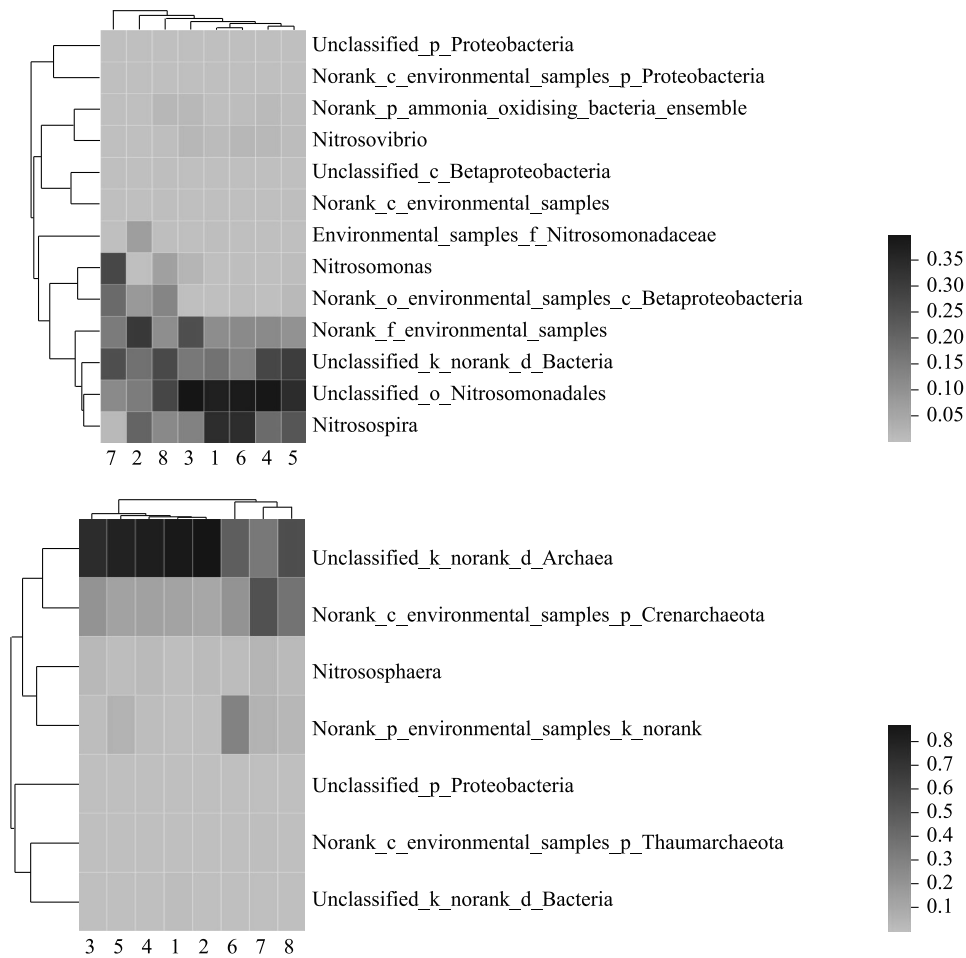 Unclassified_p_Proteobacteria
Norank_c_environmental_samples_p_Proteobacteria
Norank_p_ammonia_oxidising_bacteria_ensemble
Nitrosovibrio
Unclassified_c_Betaproteobacteria
Norank_c_environmental_samples
Environmental_samples_f_Nitrosomonadaceae
Nitrosomonas
Norank_o_environmental_samples_c_Betaproteobacteria
Norank_f_environmental_samples
Unclassified_k_norank_d_Bacteria
Unclassified_o_Nitrosomonadales
Nitrosospira
7 2 8 3 1 6 4 5
0.35
0.30
0.25
0.20
0.15
0.10
0.05
Unclassified_k_norank_d_Archaea
Norank_c_environmental_samples_p_Crenarchaeota
Nitrososphaera
Norank_p_environmental_samples_k_norank
Unclassified_p_Proteobacteria
Norank_c_environmental_samples_p_Thaumarchaeota
Unclassified_k_norank_d_Bacteria
3 5 4 1 2 6 7 8
0.8
0.7
0.6
0.5
0.4
0.3
0.2
0.1